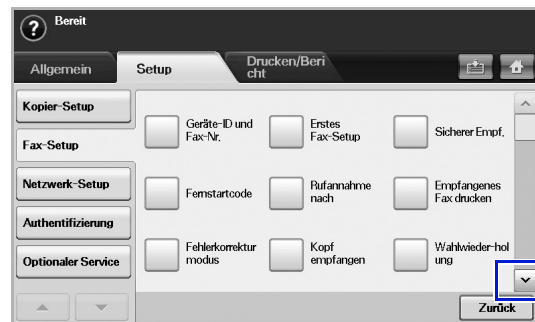 ? Bereit
Allgemein
Setup
Drucken/Beri
cht
Kopier-Setup
Fax-Setup
Netzwerk-Setup
Authentifizierung
Optionaler Service
Geräte-ID und
Fax-Nr.
Erstes
Fax-Setup
Sicherer Empf.
Fernstartcode
Rufannahme
nach
Empfangenes
Fax drucken
Fehlerkorrektur
modus
Kopf
empfangen
Wahlwieder-hol
ung
Zurück